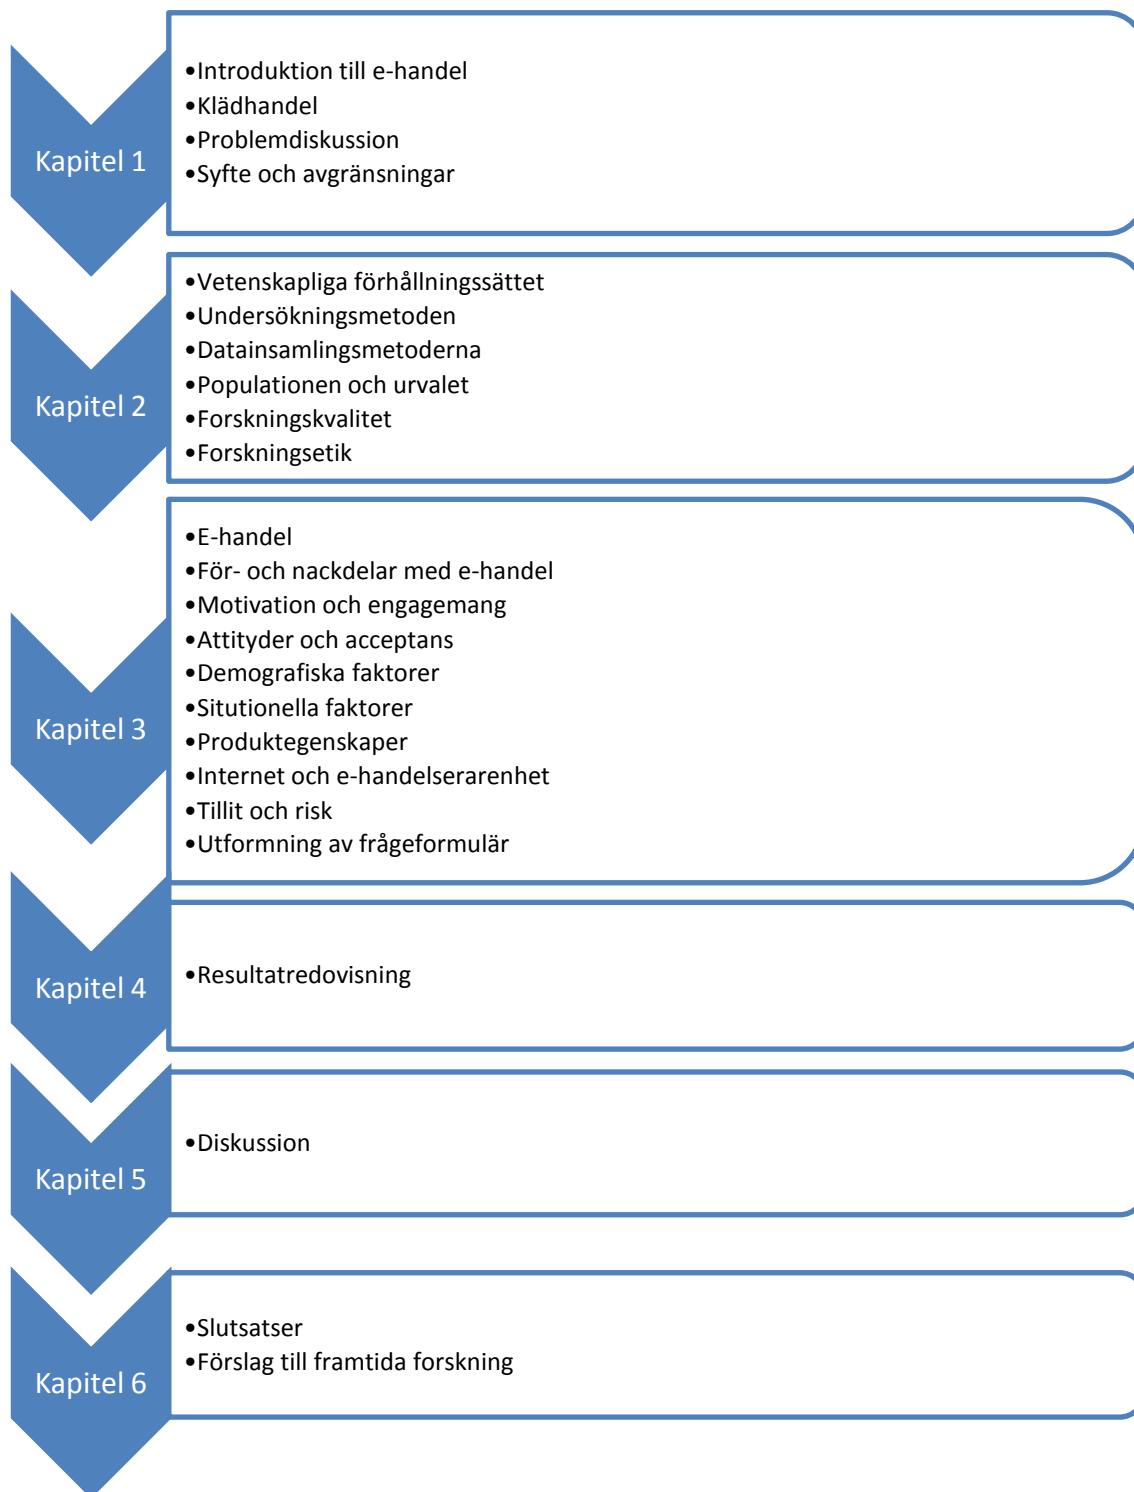 Kapitel 1
•Introduktion till e-handel
•Klädhandel
•Problemdiskussion
•Syfte och avgränsningar
Kapitel 2
•Vetenskapliga förhållningssättet
•Undersökningsmetoden
•Datainsamlingsmetoderna
•Populationen och urvalet
•Forskningskvalitet
•Forskningsetik
Kapitel 3
•E-handel
•För- och nackdelar med e-handel
•Motivation och engagemang
•Attityder och acceptans
•Demografiska faktorer
•Situtionella faktorer
•Produktegenskaper
•Internet och e-handelserarenhet
•Tillit och risk
•Utformning av frågeformulär
Kapitel 4
•Resultatredovisning
Kapitel 5
•Diskussion
Kapitel 6
•Slutsatser
•Förslag till framtida forskning